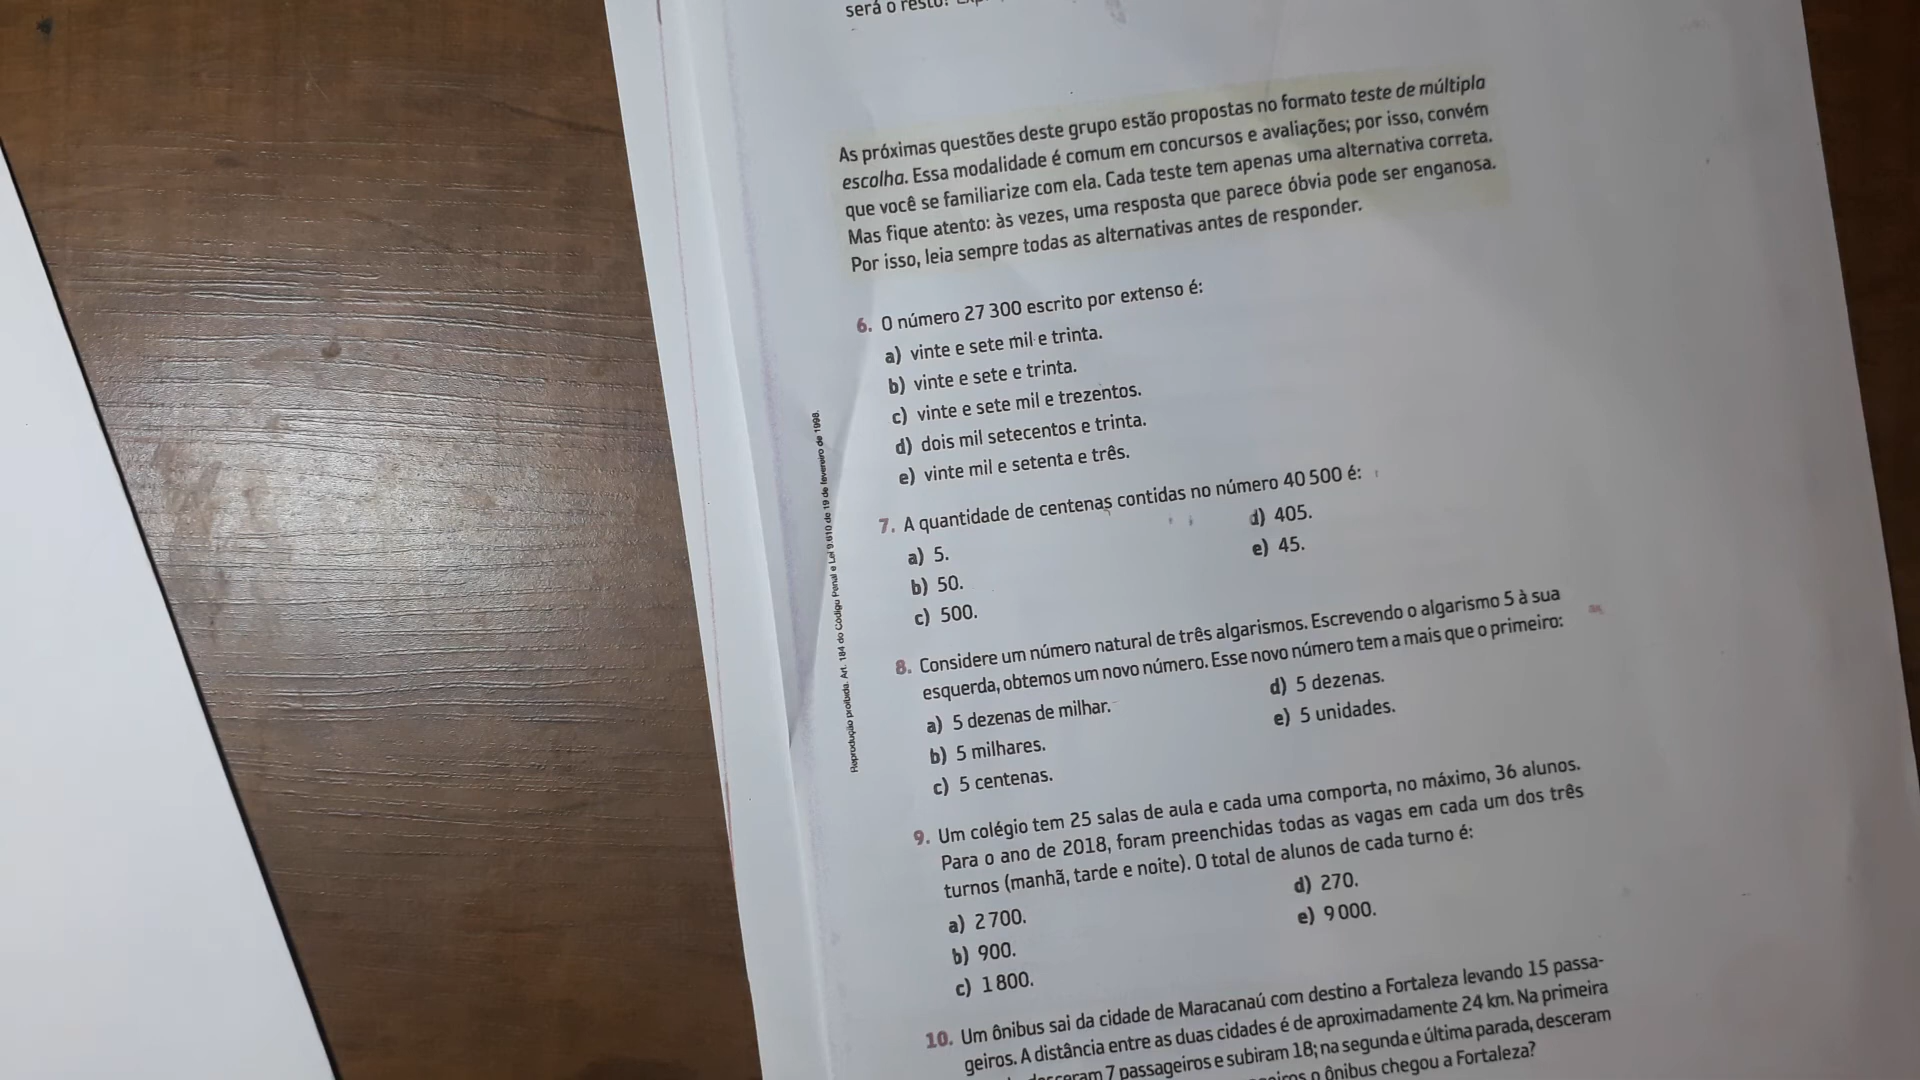 será o resto?
As próximas questões deste grupo estão propostas no formato teste de múltipla
escolha. Essa modalidade é comum em concursos e avaliações; por isso, convém
que você se familiarize com ela. Cada teste tem apenas uma alternativa correta.
Mas fique atento: às vezes, uma resposta que parece óbvia pode ser enganosa.
Por isso, leia sempre todas as alternativas antes de responder.
6. O número 27 300 escrito por extenso é:
a) vinte e sete mil e trinta.
b) vinte e sete e trinta.
c) vinte e sete mil e trezentos.
d) dois mil setecentos e trinta.
e) vinte mil e setenta e três.
7. A quantidade de centenas contidas no número 40 500 é:
a) 5.
b) 50.
c) 500.
d) 405.
e) 45.
8. Considere um número natural de três algarismos. Escrevendo o algarismo 5 à sua
esquerda, obtemos um novo número. Esse novo número tem a mais que o primeiro:
a) 5 dezenas de milhar.
b) 5 milhares.
c) 5 centenas.
d) 5 dezenas.
e) 5 unidades.
9. Um colégio tem 25 salas de aula e cada uma comporta, no máximo, 36 alunos.
Para o ano de 2018, foram preenchidas todas as vagas em cada um dos três
turnos (manhã, tarde e noite). O total de alunos de cada turno é:
a) 2 700.
b) 900.
c) 1 800.
d) 270.
e) 9 000.
10. Um ônibus sai da cidade de Maracanaú com destino a Fortaleza levando 15 passa-
geiros. A distância entre as duas cidades é de aproximadamente 24 km. Na primeira
7 passageiros e subiram 18; na segunda e última parada, desceram
o ônibus chegou a Fortaleza?
Reprodução proibida. Art. 184 do Código Penal e Lei 9.610 de 19 de fevereiro de 1998.